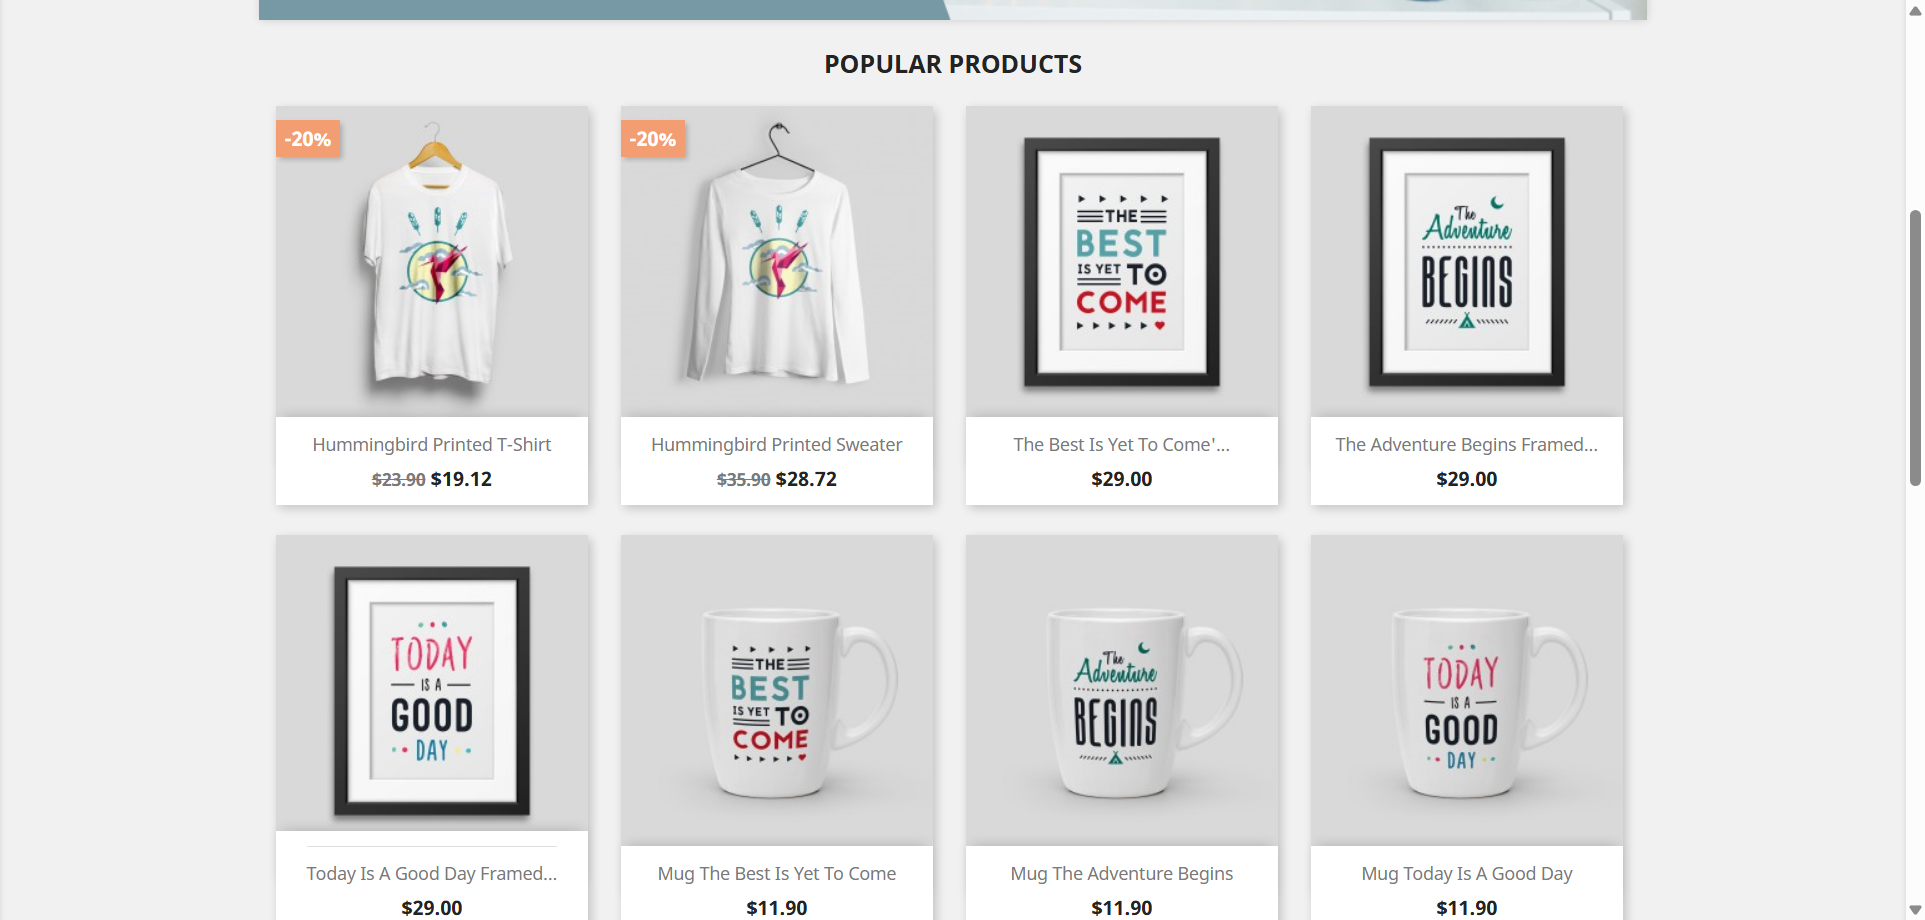 POPULAR PRODUCTS
-20%
THE
BEST
IS YET TO
COME
The
Adventure
BEGINS
-20%
Hummingbird Printed T-Shirt
$23.90 $19.12
Hummingbird Printed Sweater
$35.90 $28.72
The Best Is Yet To Come'...
$29.00
The Adventure Begins Framed...
$29.00
TODAY
IS A
GOOD
DAY
THE
BEST
IS YET TO
COME
The
Adventure
BEGINS
TODAY
IS A
GOOD
DAY
Today Is A Good Day Framed...
$29.00
Mug The Best Is Yet To Come
$11.90
Mug The Adventure Begins
$11.90
Mug Today Is A Good Day
$11.90